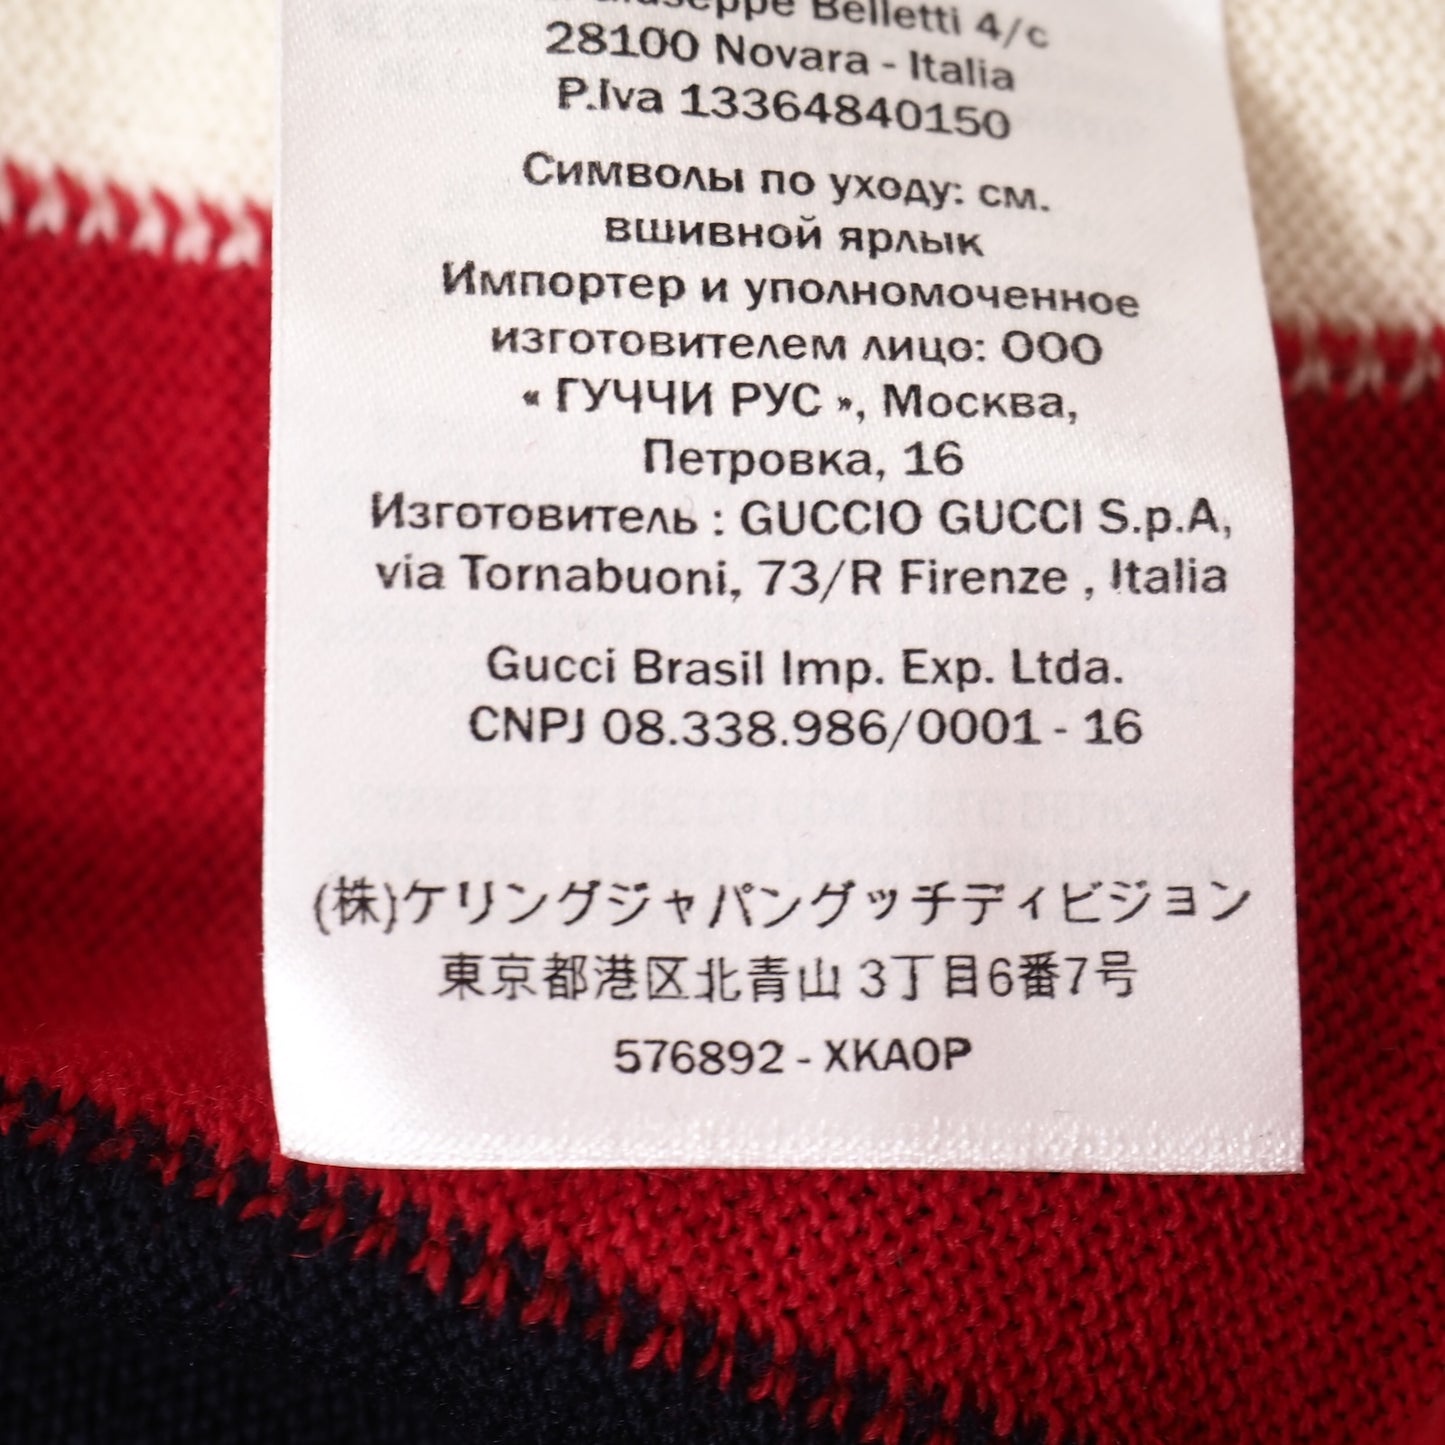 Giuseppe Belletti 4/c
28100 Novara - Italia
P.Iva 13364840150
Символы по уходу: см.
вшивной ярлык
Импортер и уполномоченное
изготовителем лицо: ООО
« ГУЧЧИ РУС », Москва,
Петровка, 16
Изготовитель : GUCCIO GUCCI S.p.A,
via Tornabuoni, 73/R Firenze , Italia
Gucci Brasil Imp. Exp. Ltda.
CNPJ 08.338.986/0001 - 16
(株)ケリングジャパングッチディビジョン
東京都港区北青山 3丁目6番7号
576892 - XKAOP